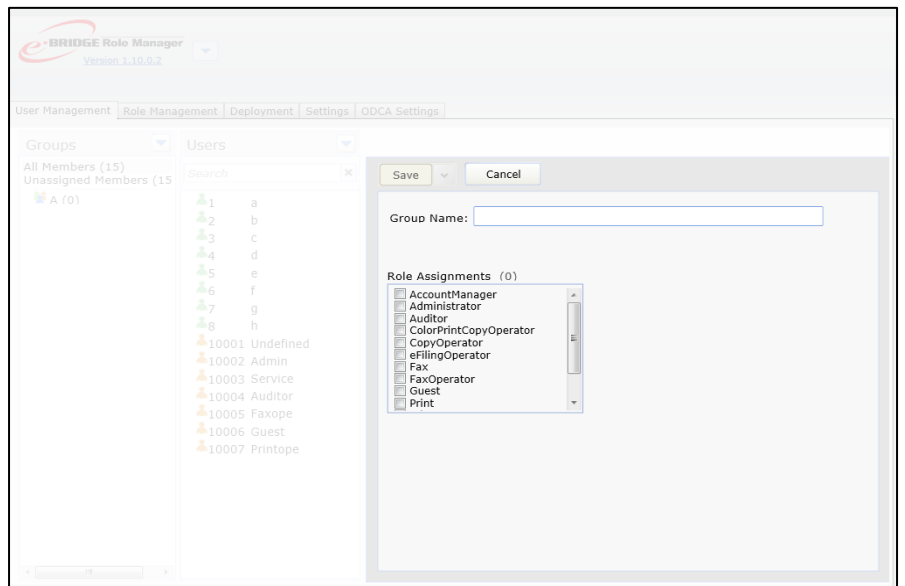 e-BRIDGE Role Manager
Version 1.10.0.2
User Management Role Management Deployment Settings ODCA Settings
Groups
All Members (15)
Unassigned Members (15
A (0)
Users
Search
1 a
2 b
3 c
4 d
5 e
6 f
7 g
8 h
10001 Undefined
10002 Admin
10003 Service
10004 Auditor
10005 Faxope
10006 Guest
10007 Printope
Save Cancel
Group Name:
Role Assignments (0)
AccountManager
Administrator
Auditor
ColorPrintCopyOperator
CopyOperator
eFilingOperator
Fax
FaxOperator
Guest
Print